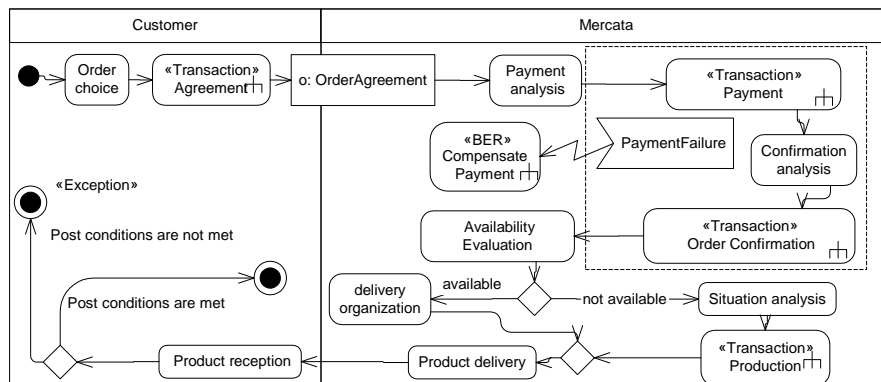 Customer
Mercata
Order
choice
«Transaction»
Agreement
o: OrderAgreement
Payment
analysis
«Transaction»
Payment
«BER»
Compensate
Payment
PaymentFailure
Confirmation
analysis
«Exception»
Post conditions are not met
Availability
Evaluation
«Transaction»
Order Confirmation
Post conditions are met
delivery
organization
available
not available
Situation analysis
Product reception
Product delivery
«Transaction»
Production